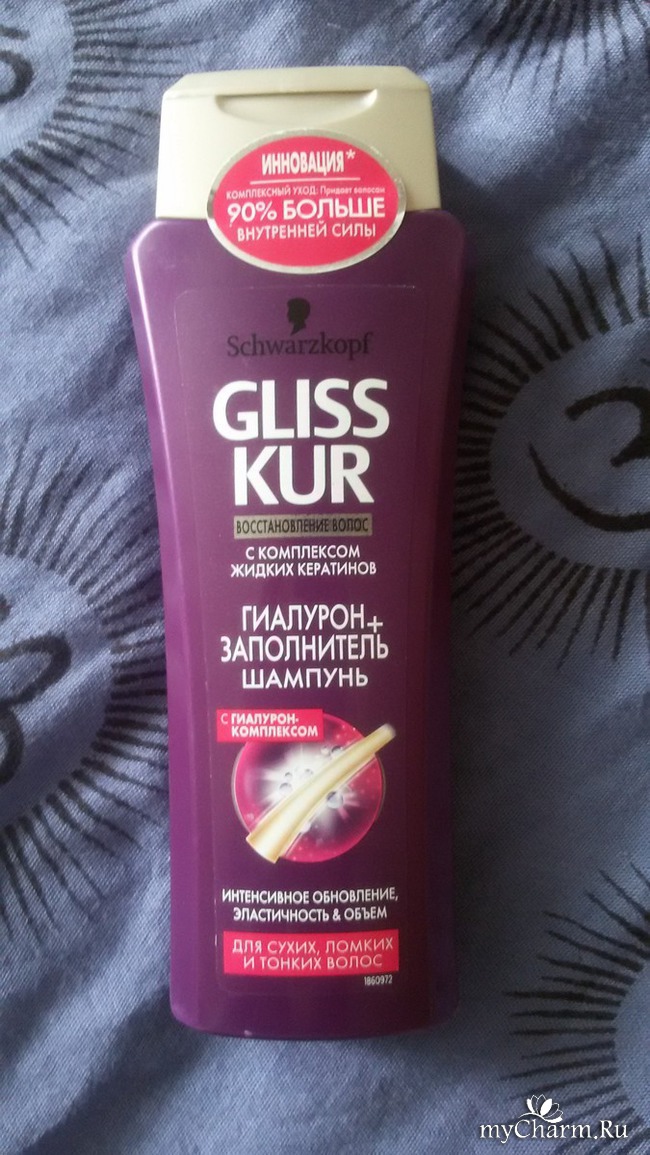 ИННОВАЦИЯ*
КОМПЛЕКСНЫЙ УХОД: Придает волосам
90% БОЛЬШЕ
ВНУТРЕННЕЙ СИЛЫ
Schwarzkopf
GLISS
KUR
ВОССТАНОВЛЕНИЕ ВОЛОС
С КОМПЛЕКСОМ
ЖИДКИХ КЕРАТИНОВ
ГИАЛУРОН+
ЗАПОЛНИТЕЛЬ
ШАМПУНЬ
С ГИАЛУРОН-
КОМПЛЕКСОМ
ИНТЕНСИВНОЕ ОБНОВЛЕНИЕ,
ЭЛАСТИЧНОСТЬ & ОБЪЕМ
ДЛЯ СУХИХ, ЛОМКИХ
И ТОНКИХ ВОЛОС
1860972
myCharm.Ru